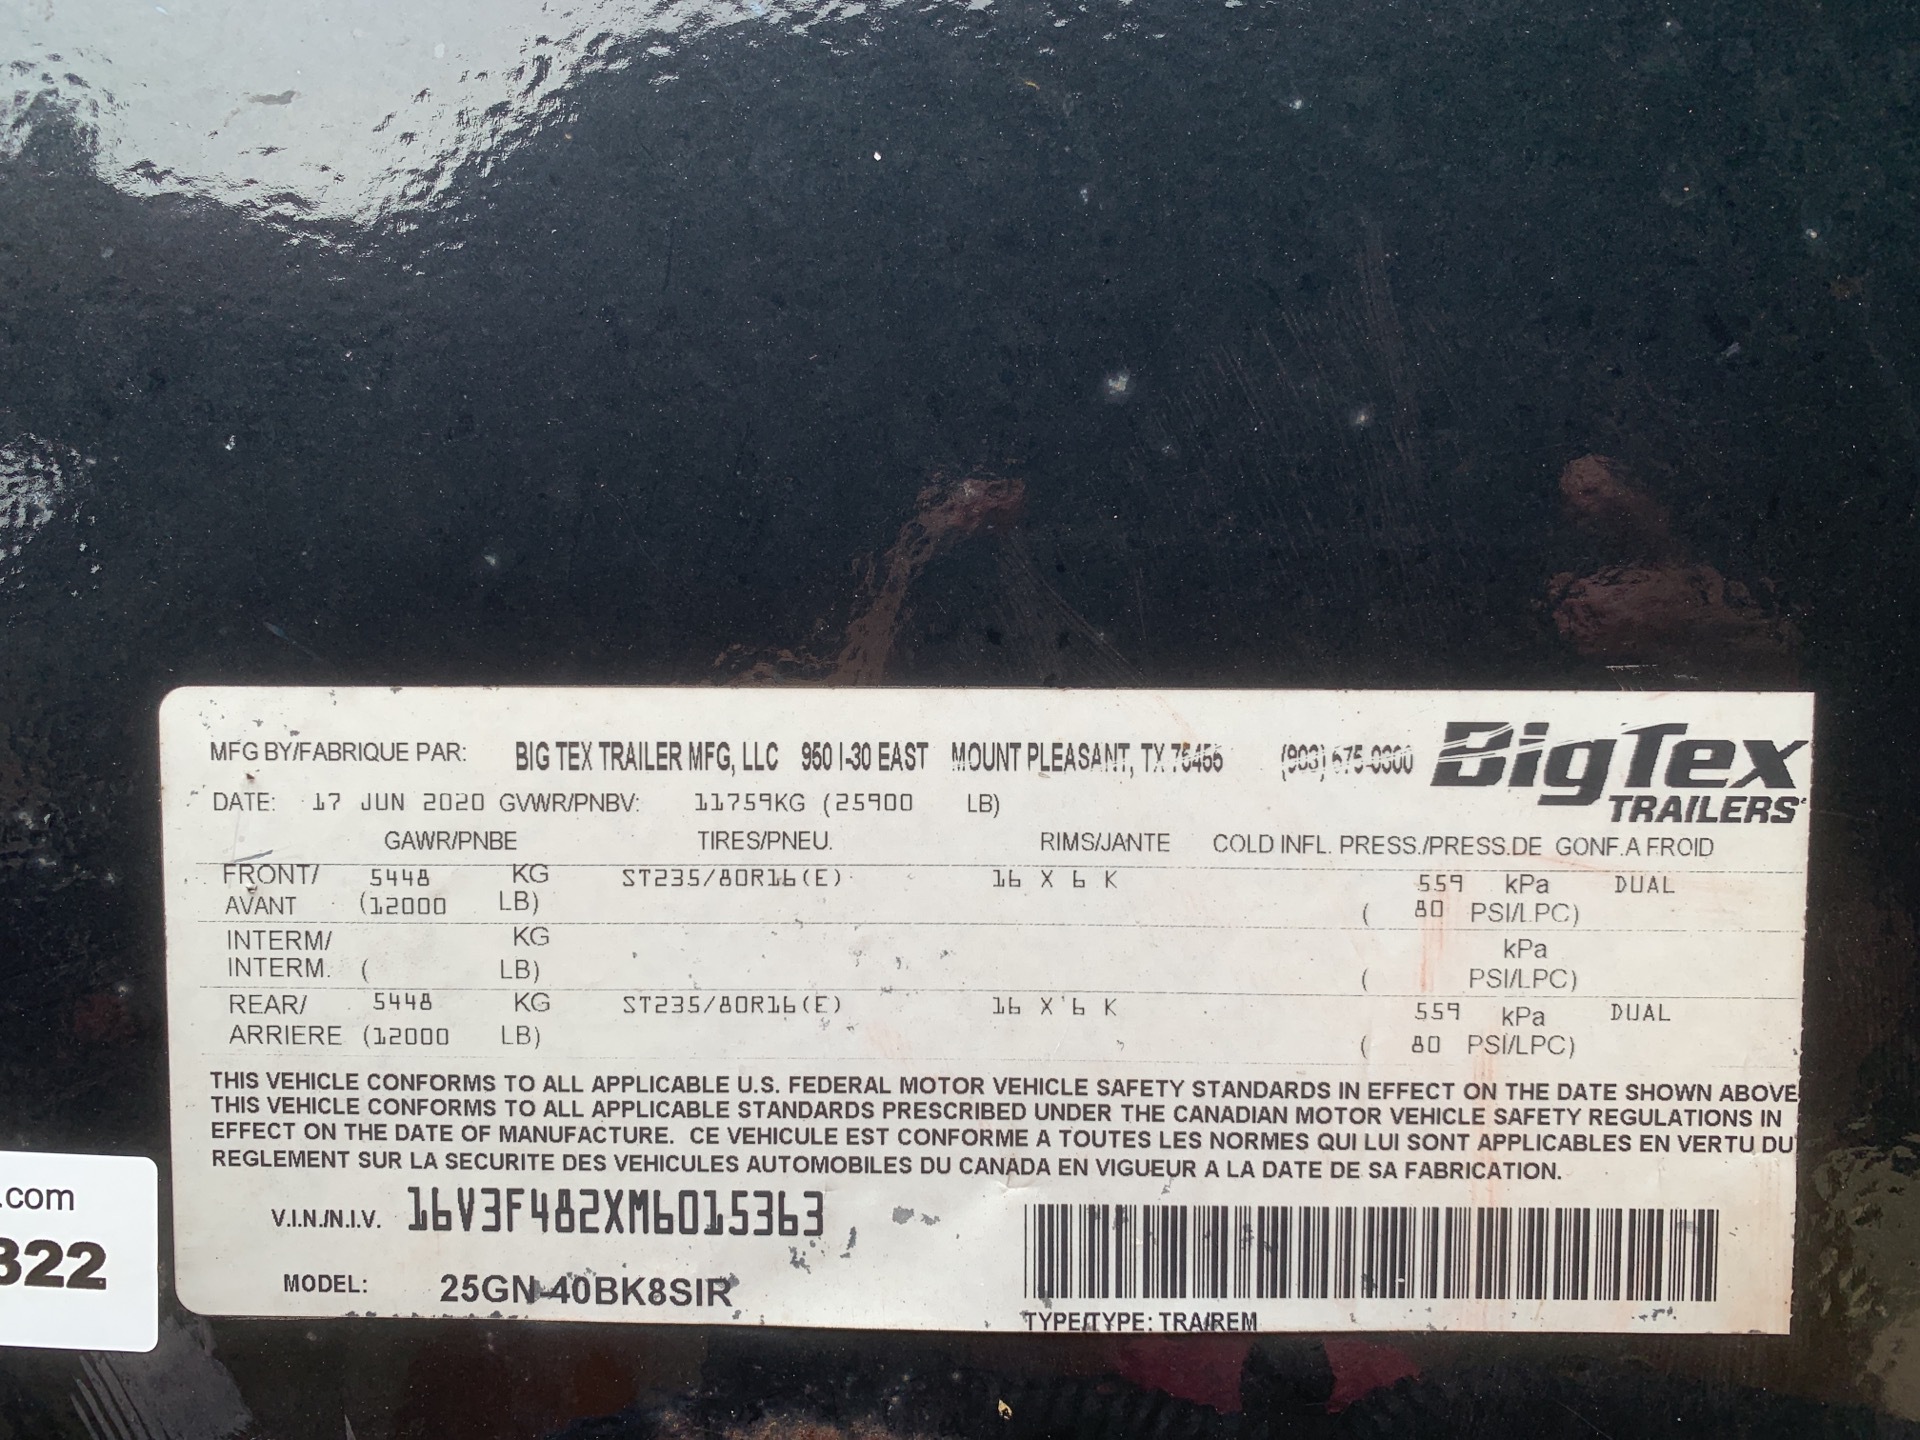 MFG BY/FABRIQUE PAR: BIG TEX TRAILER MFG, LLC 950 I-30 EAST MOUNT PLEASANT, TX 75455 (903) 575-0300
BigTex
TRAILERS
DATE: 17 JUN 2020 GVWR/PNBV: 11759KG (25900 LB)
GAWR/PNBE TIRES/PNEU. RIMS/JANTE COLD INFL. PRESS./PRESS.DE GONF.A FROID
FRONT/ 5448 KG ST235/80R16(E) 16 X 6 K 559 kPa DUAL
AVANT (12000 LB) ( 80 PSI/LPC)
INTERM/ KG kPa
INTERM. ( LB) ( PSI/LPC)
REAR/ 5448 KG ST235/80R16(E) 16 X 6 K 559 kPa DUAL
ARRIERE (12000 LB) ( 80 PSI/LPC)
THIS VEHICLE CONFORMS TO ALL APPLICABLE U.S. FEDERAL MOTOR VEHICLE SAFETY STANDARDS IN EFFECT ON THE DATE SHOWN ABOVE
THIS VEHICLE CONFORMS TO ALL APPLICABLE STANDARDS PRESCRIBED UNDER THE CANADIAN MOTOR VEHICLE SAFETY REGULATIONS IN
EFFECT ON THE DATE OF MANUFACTURE. CE VEHICULE EST CONFORME A TOUTES LES NORMES QUI LUI SONT APPLICABLES EN VERTU DU
REGLEMENT SUR LA SECURITE DES VEHICULES AUTOMOBILES DU CANADA EN VIGUEUR A LA DATE DE SA FABRICATION.
V.I.N./N.I.V. 16V3F482XM6015363
MODEL: 25GN-40BK8SIR
TYPE/TYPE: TRA/REM
.com
322